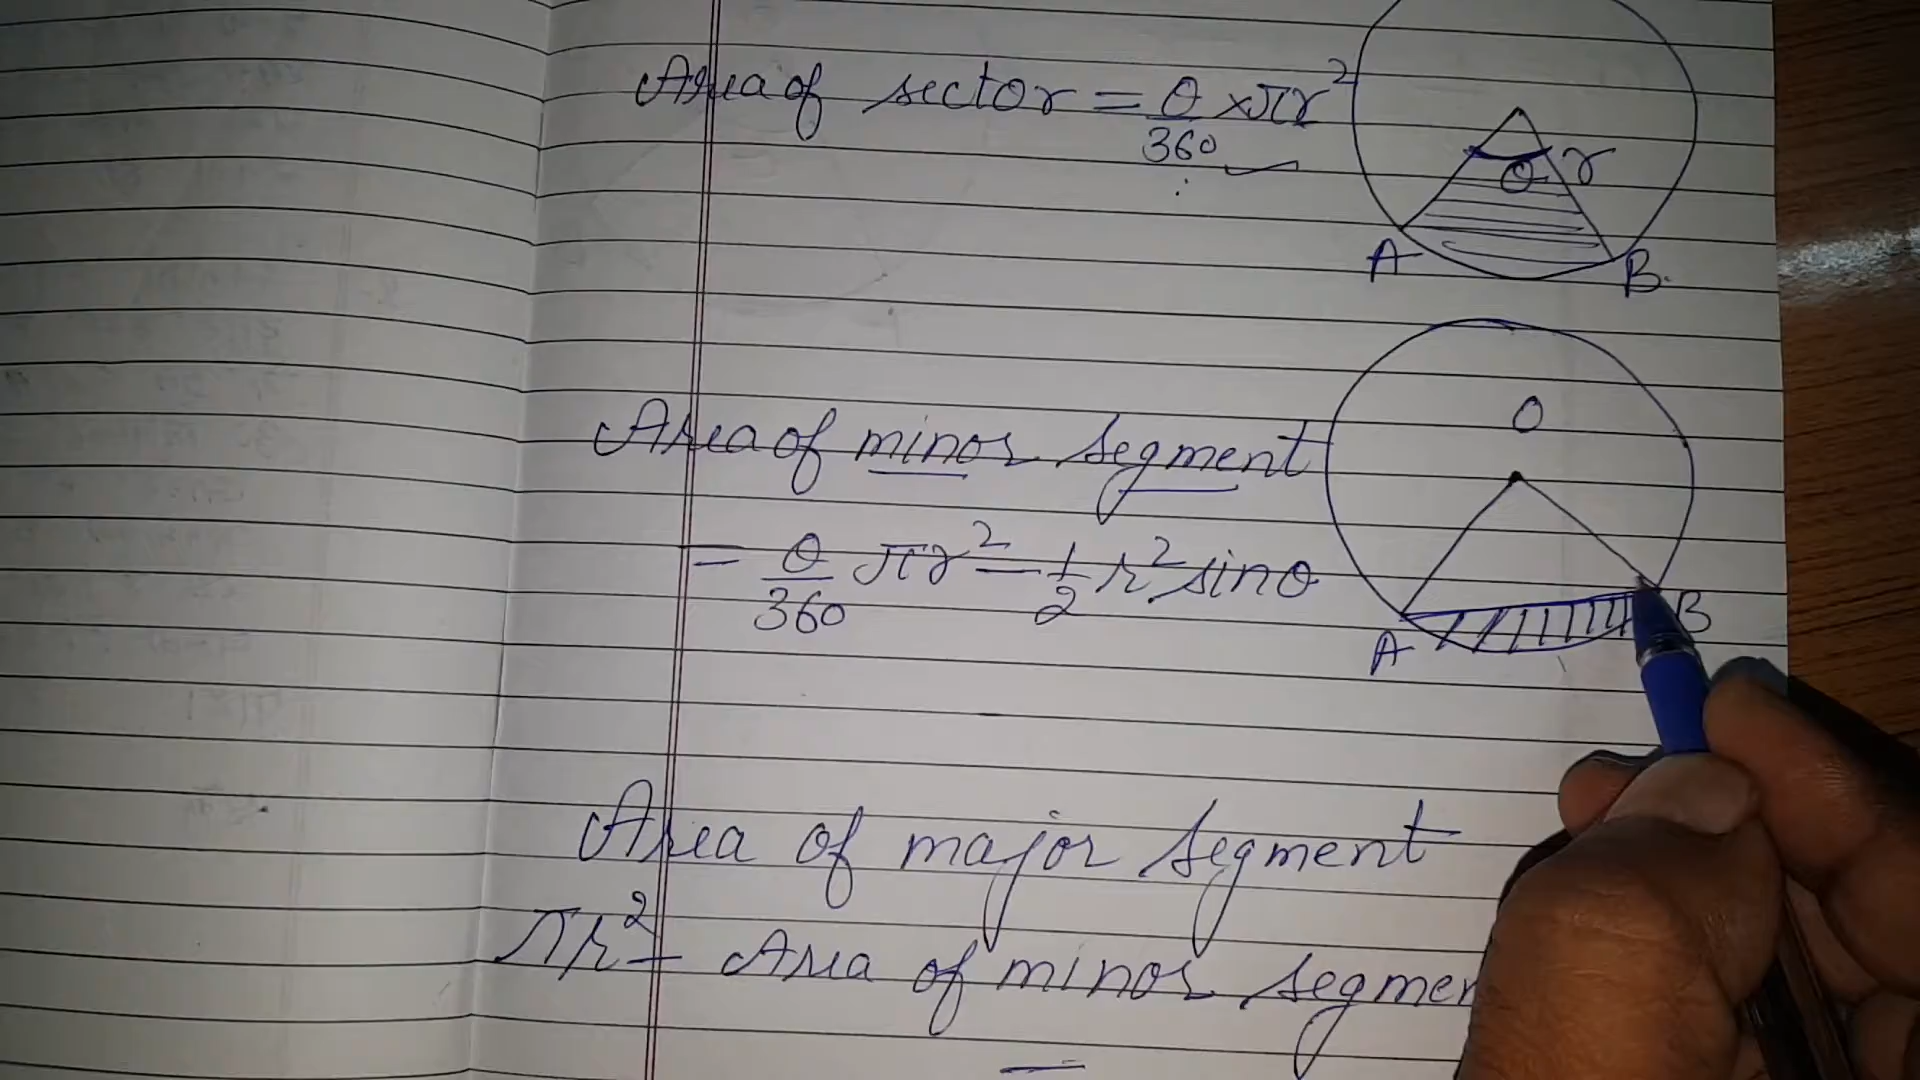 Area of sector = θ/360 × πr²
θ r
A B
Area of minor segment
O
= θ/360 πr² - 1/2 r² sinθ
A B
Area of major segment
πr² - Area of minor